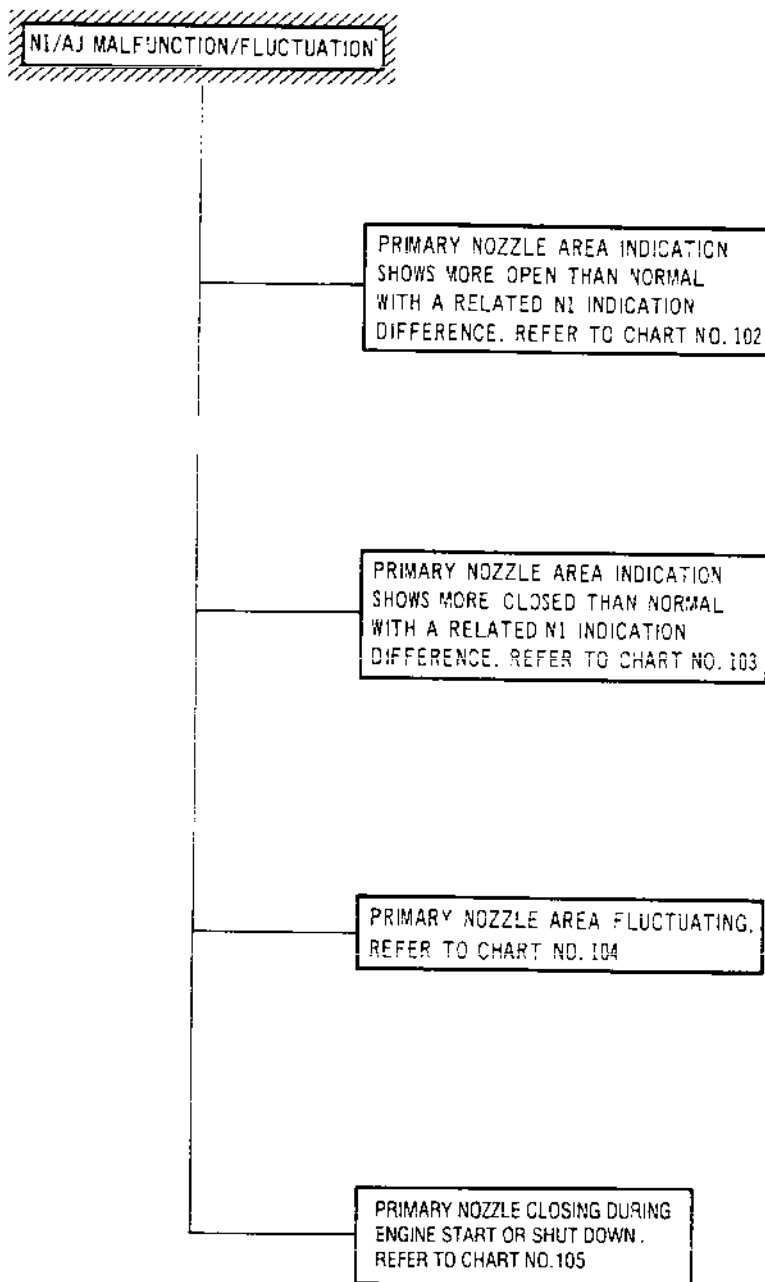 N1/AJ MALFUNCTION/FLUCTUATION
PRIMARY NOZZLE AREA INDICATION
SHOWS MORE OPEN THAN NORMAL
WITH A RELATED N1 INDICATION
DIFFERENCE. REFER TO CHART NO. 102
PRIMARY NOZZLE AREA INDICATION
SHOWS MORE CLOSED THAN NORMAL
WITH A RELATED N1 INDICATION
DIFFERENCE. REFER TO CHART NO. 103
PRIMARY NOZZLE AREA FLUCTUATING.
REFER TO CHART NO. 104
PRIMARY NOZZLE CLOSING DURING
ENGINE START OR SHUT DOWN.
REFER TO CHART NO.105